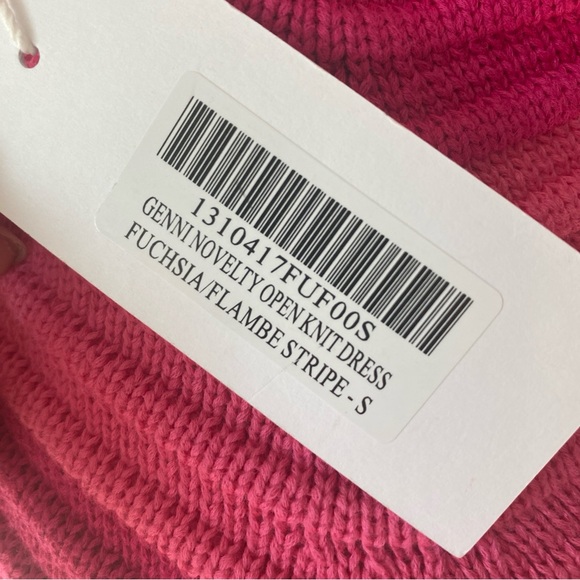 1310417FUF00S
GENNI NOVELTY OPEN KNIT DRESS
FUCHSIA/FLAMBE STRIPE - S